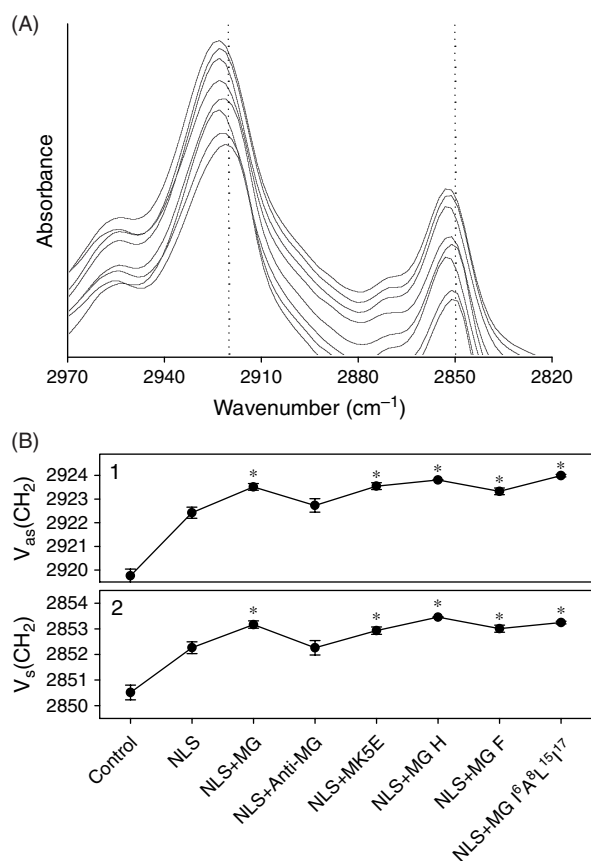 (A)
Absorbance
2970 2940 2910 2880 2850 2820
Wavenumber (cm⁻¹)
(B)
1
Vas(CH2)
2924
2923
2922
2921
2920
* * * * *
2
Vs(CH2)
2854
2853
2852
2851
2850
* * * * *
Control
NLS
NLS+MG
NLS+Anti-MG
NLS+MK5E
NLS+MG H
NLS+MG F
NLS+MG I⁶A⁸L¹⁵I¹⁷